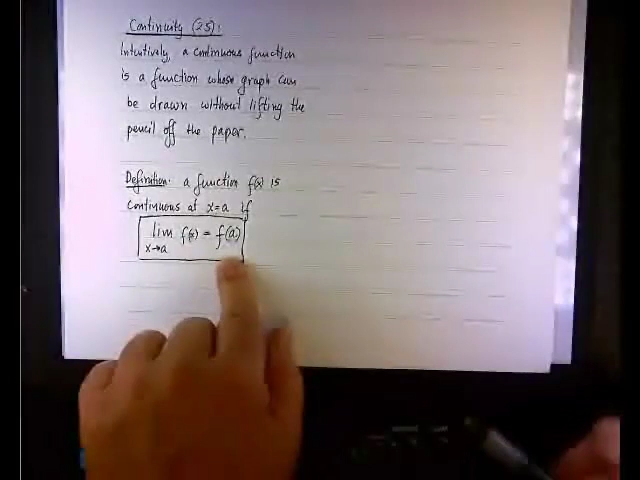 Continuity (2.5):
Intuitively, a continuous function
is a function whose graph can
be drawn without lifting the
pencil off the paper.
Definition: a function f(x) is
continuous at x=a if
lim f(x) = f(a)
x→a